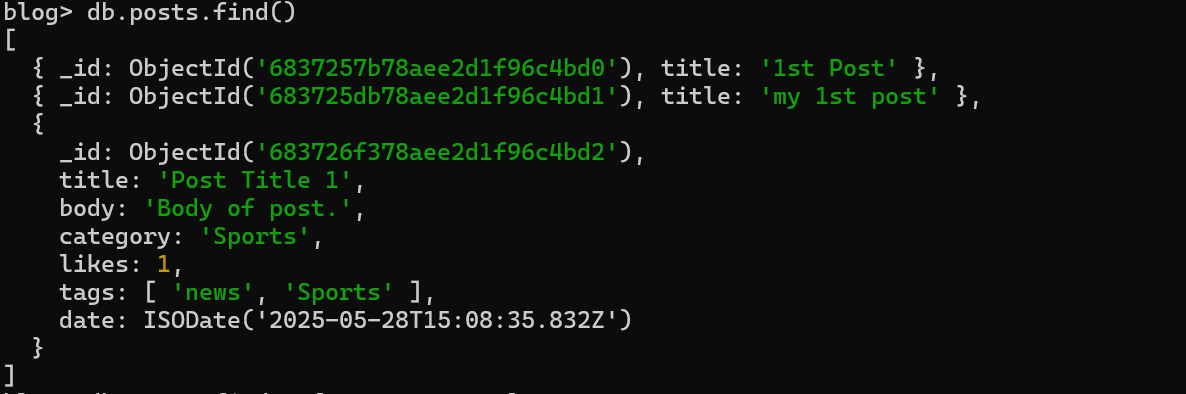 blog> db.posts.find()
[
  { _id: ObjectId('6837257b78aee2d1f96c4bd0'), title: '1st Post' },
  { _id: ObjectId('683725db78aee2d1f96c4bd1'), title: 'my 1st post' },
  {
    _id: ObjectId('683726f378aee2d1f96c4bd2'),
    title: 'Post Title 1',
    body: 'Body of post.',
    category: 'Sports',
    likes: 1,
    tags: [ 'news', 'Sports' ],
    date: ISODate('2025-05-28T15:08:35.832Z')
  }
]